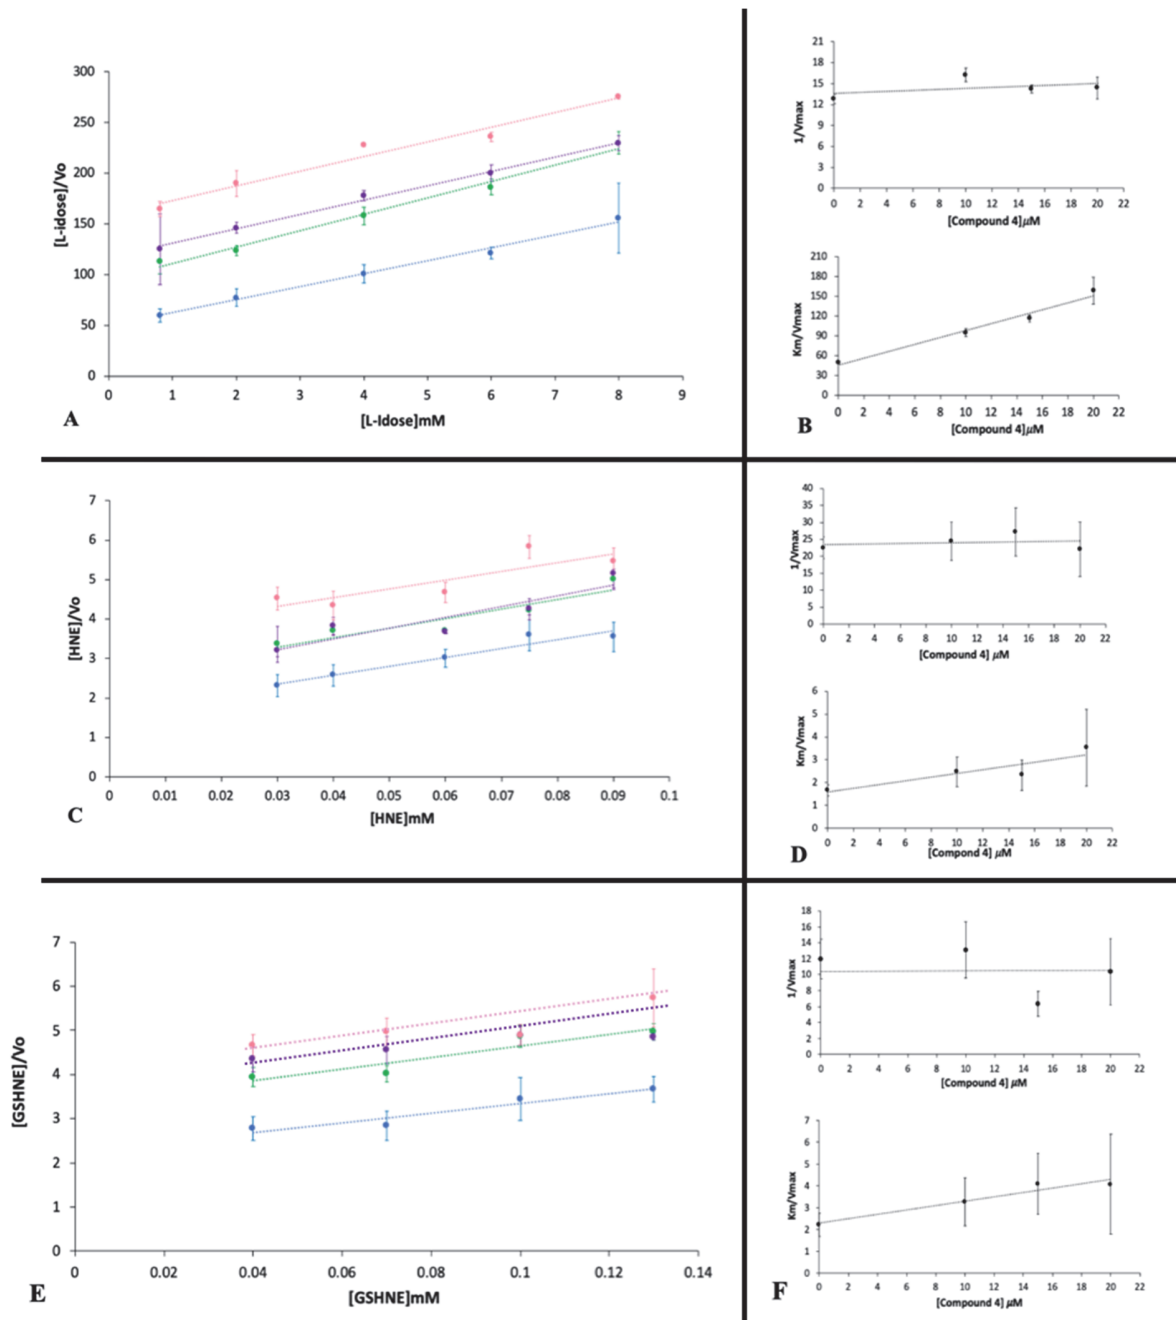 300
250
200
150
100
50
0
[L-idose]/Vo
0 1 2 3 4 5 6 7 8 9
[L-Idose]mM
A
21
18
15
12
9
6
3
0
1/Vmax
0 2 4 6 8 10 12 14 16 18 20 22
[Compound 4]µM
210
180
150
120
90
60
30
0
Km/Vmax
0 2 4 6 8 10 12 14 16 18 20 22
[Compound 4]µM
B
7
6
5
4
3
2
1
0
[HNE]/Vo
0 0.01 0.02 0.03 0.04 0.05 0.06 0.07 0.08 0.09 0.1
[HNE]mM
C
40
35
30
25
20
15
10
5
0
1/Vmax
0 2 4 6 8 10 12 14 16 18 20 22
[Compound 4] µM
6
5
4
3
2
1
0
Km/Vmax
0 2 4 6 8 10 12 14 16 18 20 22
[Compound 4] µM
D
7
6
5
4
3
2
1
0
[GSHNE]/Vo
0 0.02 0.04 0.06 0.08 0.1 0.12 0.14
[GSHNE]mM
E
18
16
14
12
10
8
6
4
2
0
1/Vmax
0 2 4 6 8 10 12 14 16 18 20 22
[Compound 4] µM
7
6
5
4
3
2
1
0
Km/Vmax
0 2 4 6 8 10 12 14 16 18 20 22
[Compound 4] µM
F